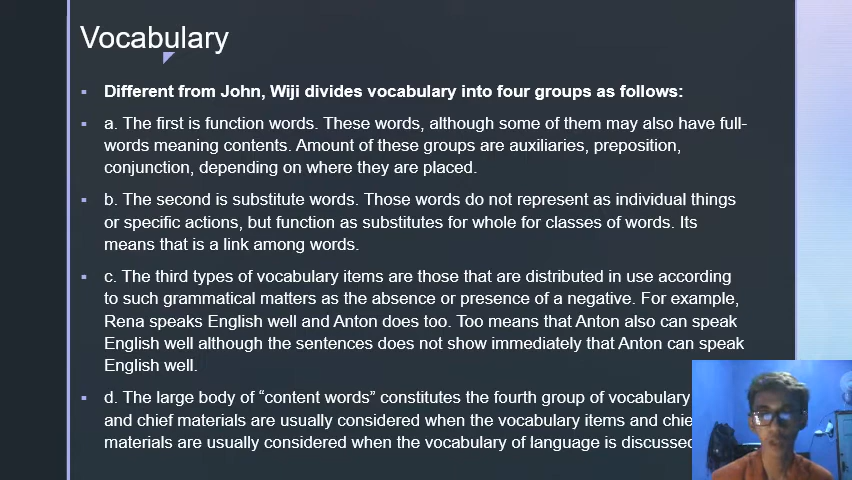 Vocabulary
Different from John, Wiji divides vocabulary into four groups as follows:
a. The first is function words. These words, although some of them may also have full-
words meaning contents. Amount of these groups are auxiliaries, preposition,
conjunction, depending on where they are placed.
b. The second is substitute words. Those words do not represent as individual things
or specific actions, but function as substitutes for whole for classes of words. Its
means that is a link among words.
c. The third types of vocabulary items are those that are distributed in use according
to such grammatical matters as the absence or presence of a negative. For example,
Rena speaks English well and Anton does too. Too means that Anton also can speak
English well although the sentences does not show immediately that Anton can speak
English well.
d. The large body of “content words” constitutes the fourth group of vocabulary
and chief materials are usually considered when the vocabulary items and
materials are usually considered when the vocabulary of language is discussed